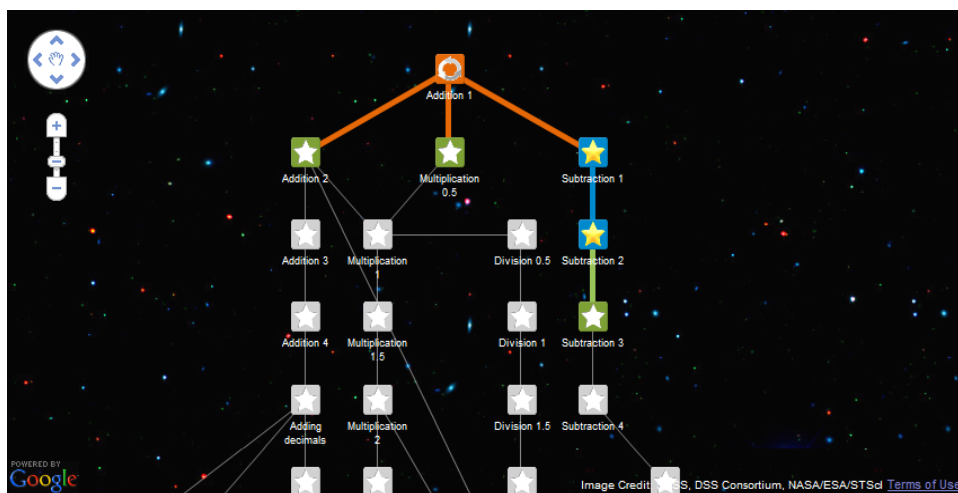 Addition 1
Addition 2
Multiplication
0.5
Subtraction 1
Addition 3
Multiplication
1
Division 0.5
Subtraction 2
Addition 4
Multiplication
1.5
Division 1
Subtraction 3
Adding
decimals
Multiplication
2
Division 1.5
Subtraction 4
POWERED BY
Google
Image Credit SS, DSS Consortium, NASA/ESA/STScI Terms of Use